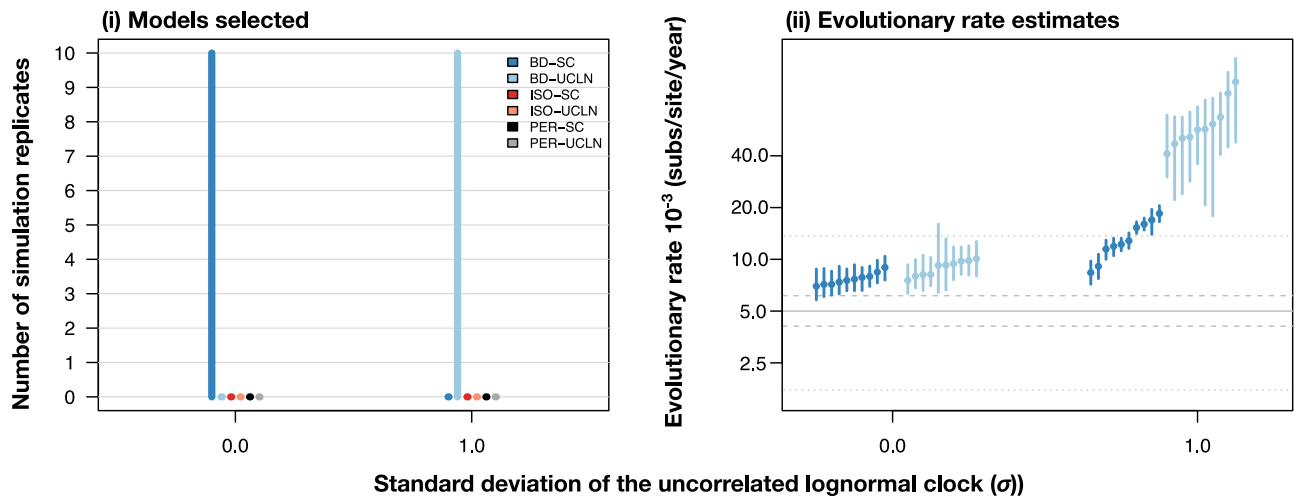 (i) Models selected
(ii) Evolutionary rate estimates
Number of simulation replicates
10
9
8
7
6
5
4
3
2
1
0
BD−SC
BD−UCLN
ISO−SC
ISO−UCLN
PER−SC
PER−UCLN
0.0
1.0
Evolutionary rate 10⁻³ (subs/site/year)
40.0
20.0
10.0
5.0
2.5
0.0
1.0
Standard deviation of the uncorrelated lognormal clock (σ))